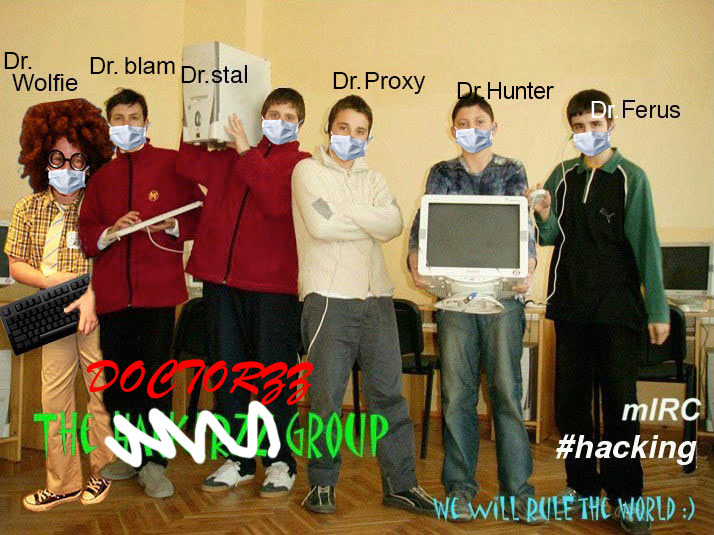 Dr.
Wolfie
Dr. blam
Dr.stal
Dr.Proxy
Dr.Hunter
Dr.Ferus
DOCTORZZ
THE GROUP
mIRC
#hacking
WE WILL RULE THE WORLD :)